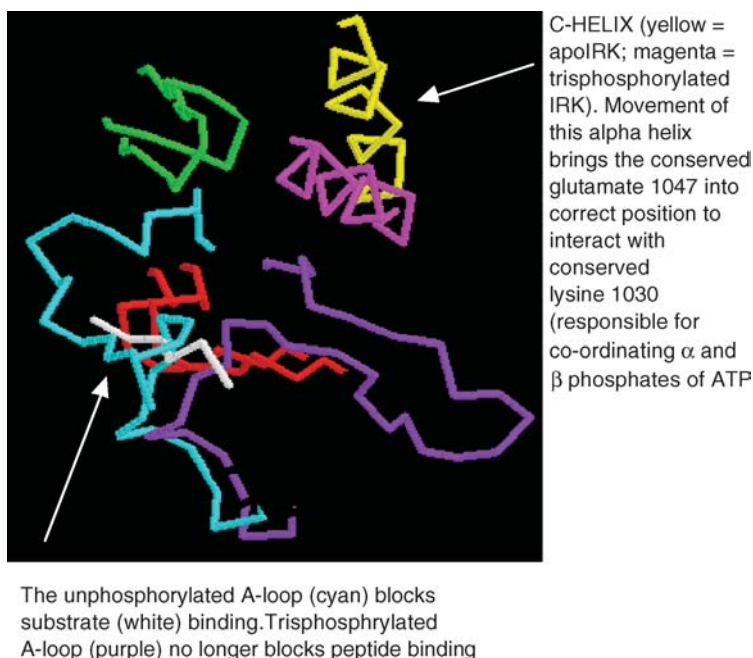 C-HELIX (yellow =
apoIRK; magenta =
trisphosphorylated
IRK). Movement of
this alpha helix
brings the conserved
glutamate 1047 into
correct position to
interact with
conserved
lysine 1030
(responsible for
co-ordinating α and
β phosphates of ATP
The unphosphorylated A-loop (cyan) blocks
substrate (white) binding.Trisphosphrylated
A-loop (purple) no longer blocks peptide binding